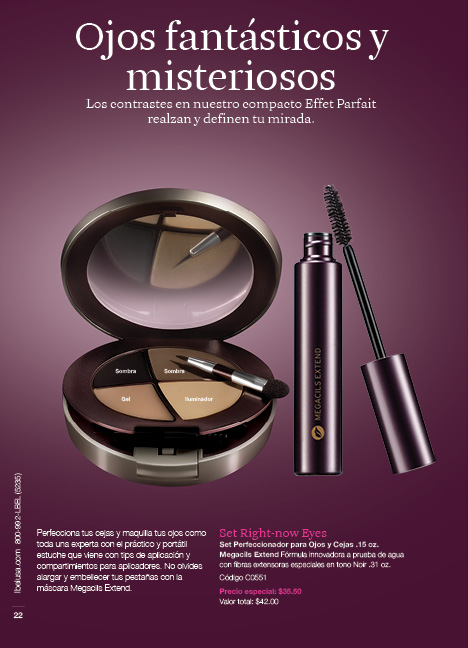 Ojos fantásticos y
misteriosos
Los contrastes en nuestro compacto Effet Parfait
realzan y definen tu mirada.
Sombra
Sombra
Gel
Iluminador
MEGACILS EXTEND
Perfecciona tus cejas y maquilla tus ojos como
toda una experta con el práctico y portátil
estuche que viene con tips de aplicación y
compartimentos para aplicadores. No olvides
alargar y embellecer tus pestañas con la
máscara Megacils Extend.
Set Right-now Eyes
Set Perfeccionador para Ojos y Cejas .15 oz.
Megacils Extend Fórmula innovadora a prueba de agua
con fibras extensoras especiales en tono Noir .31 oz.
Código C0551
Precio especial: $36.50
Valor total: $42.00
lbelusa.com 800-992-LBEL (5235)
22